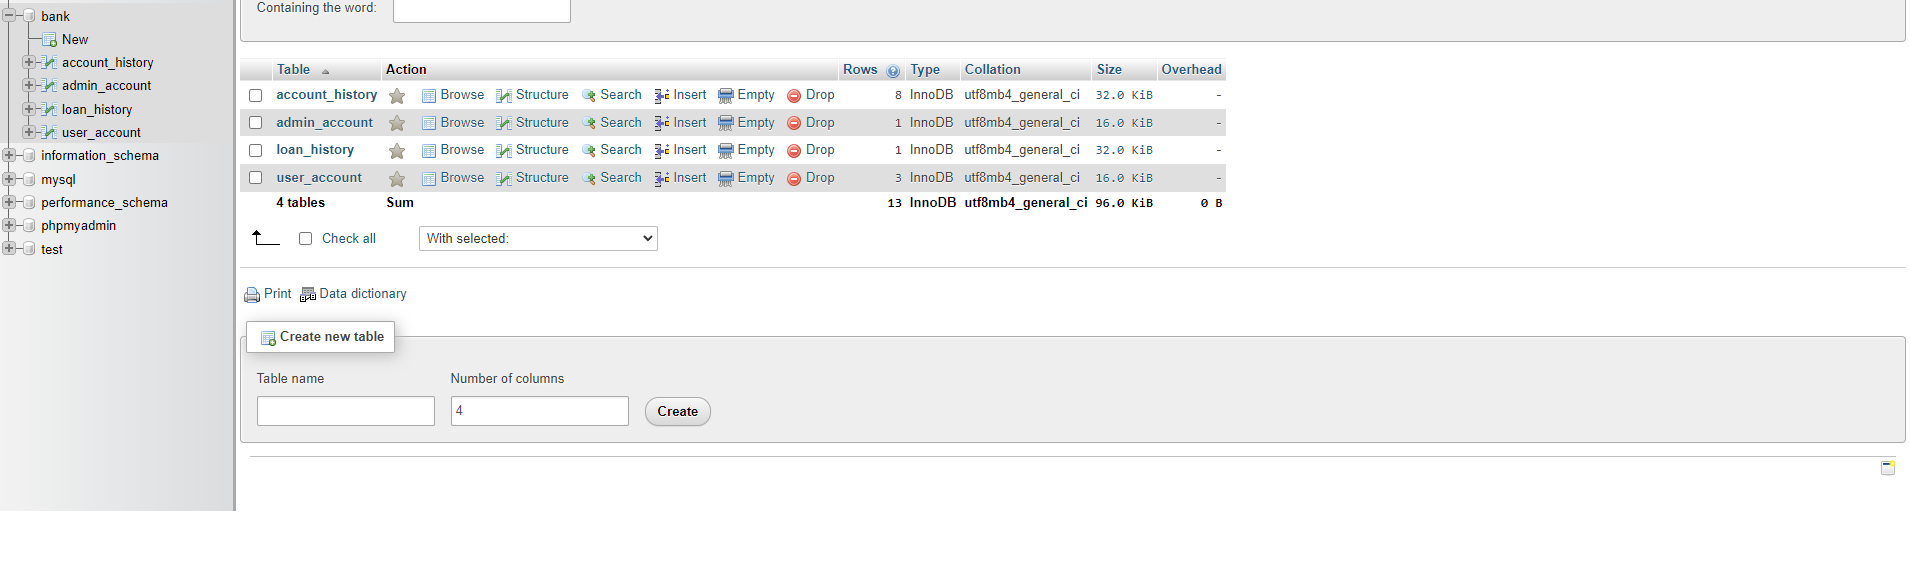 bank
New
account_history
admin_account
loan_history
user_account
information_schema
mysql
performance_schema
phpmyadmin
test
Containing the word:
Table Action Rows Type Collation Size Overhead
account_history Browse Structure Search Insert Empty Drop 8 InnoDB utf8mb4_general_ci 32.0 KiB -
admin_account Browse Structure Search Insert Empty Drop 1 InnoDB utf8mb4_general_ci 16.0 KiB -
loan_history Browse Structure Search Insert Empty Drop 1 InnoDB utf8mb4_general_ci 32.0 KiB -
user_account Browse Structure Search Insert Empty Drop 3 InnoDB utf8mb4_general_ci 16.0 KiB -
4 tables Sum 13 InnoDB utf8mb4_general_ci 96.0 KiB 0 B
Check all With selected:
Print Data dictionary
Create new table
Table name Number of columns
4 Create